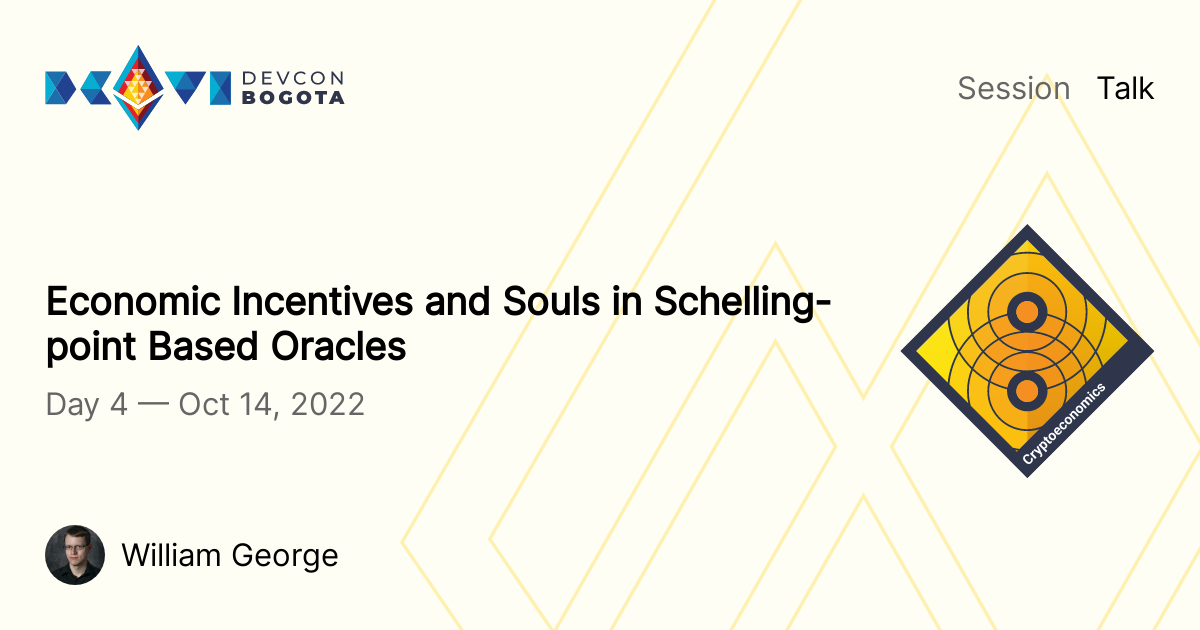 DEVCON
BOGOTA
Session Talk
Economic Incentives and Souls in Schelling-
point Based Oracles
Day 4 — Oct 14, 2022
Cryptoeconomics
William George